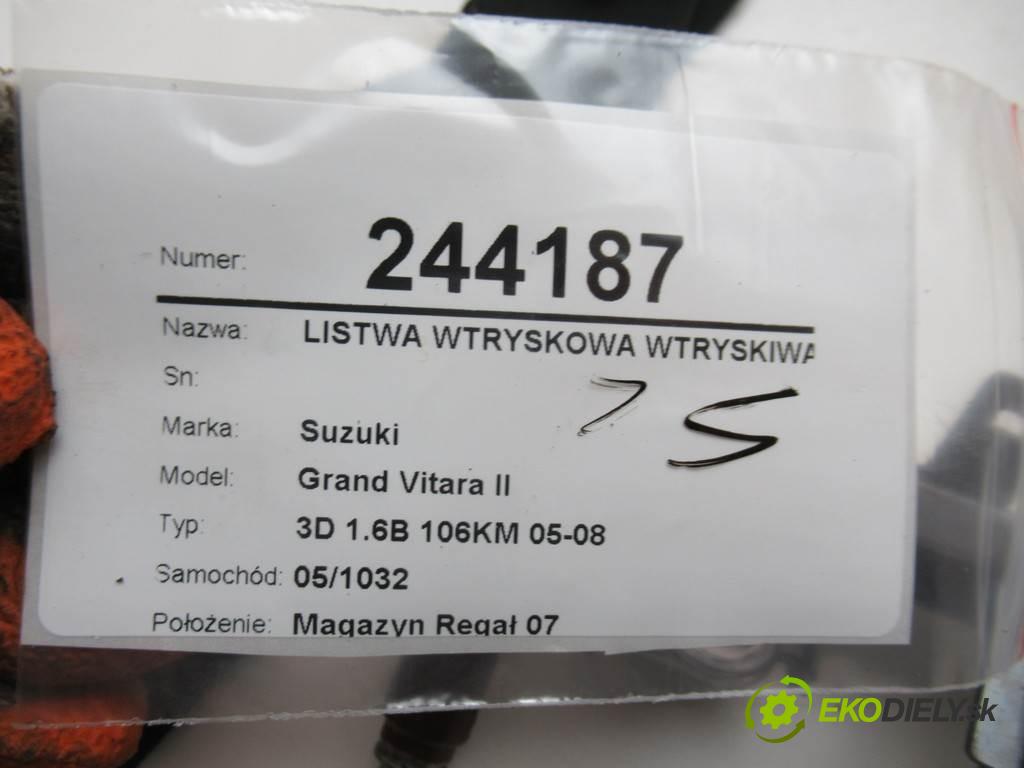 Numer: 244187
Nazwa: LISTWA WTRYSKOWA WTRYSKIWA
Sn:
75
Marka: Suzuki
Model: Grand Vitara II
Typ: 3D 1.6B 106KM 05-08
Samochód: 05/1032
Położenie: Magazyn Regał 07
EKODIELY.sk